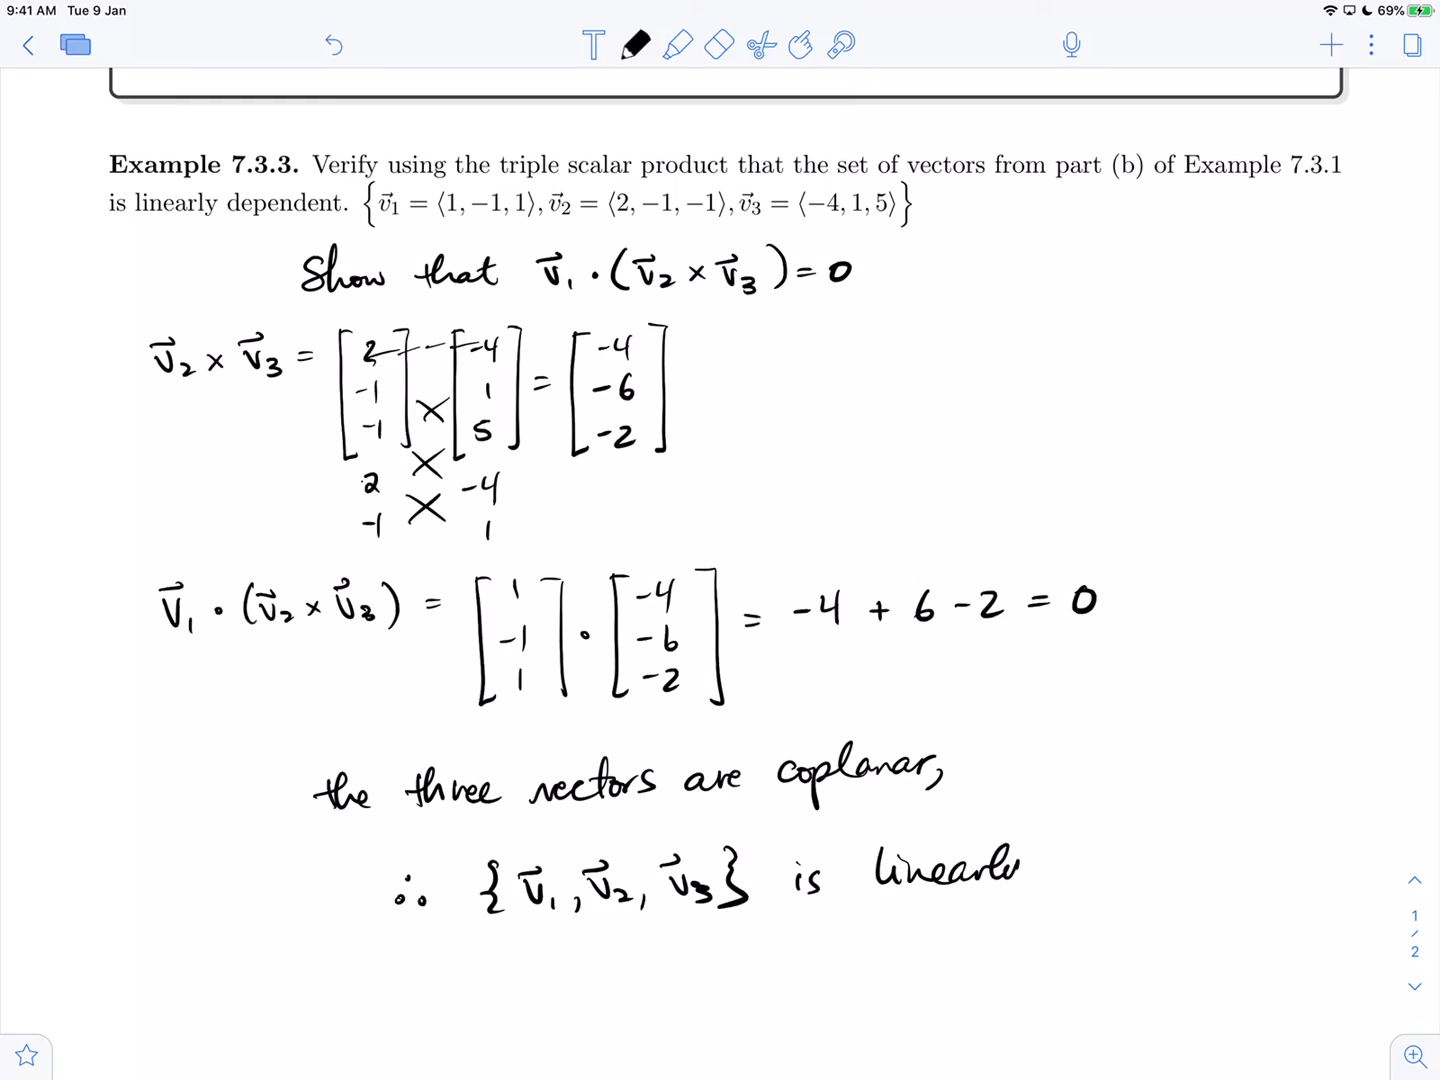 9:41 AM Tue 9 Jan 69%
T
Example 7.3.3. Verify using the triple scalar product that the set of vectors from part (b) of Example 7.3.1
is linearly dependent. {v⃗1 = ⟨1, −1, 1⟩, v⃗2 = ⟨2, −1, −1⟩, v⃗3 = ⟨−4, 1, 5⟩}
Show that v⃗1 · (v⃗2 × v⃗3) = 0
v⃗2 × v⃗3 = [2 -1 -1] × [-4 1 5] = [-4 -6 -2]
2 -4
-1 1
v⃗1 · (v⃗2 × v⃗3) = [1 -1 1] · [-4 -6 -2] = -4 + 6 - 2 = 0
the three vectors are coplanar,
∴ {v⃗1, v⃗2, v⃗3} is linearly
1
/
2